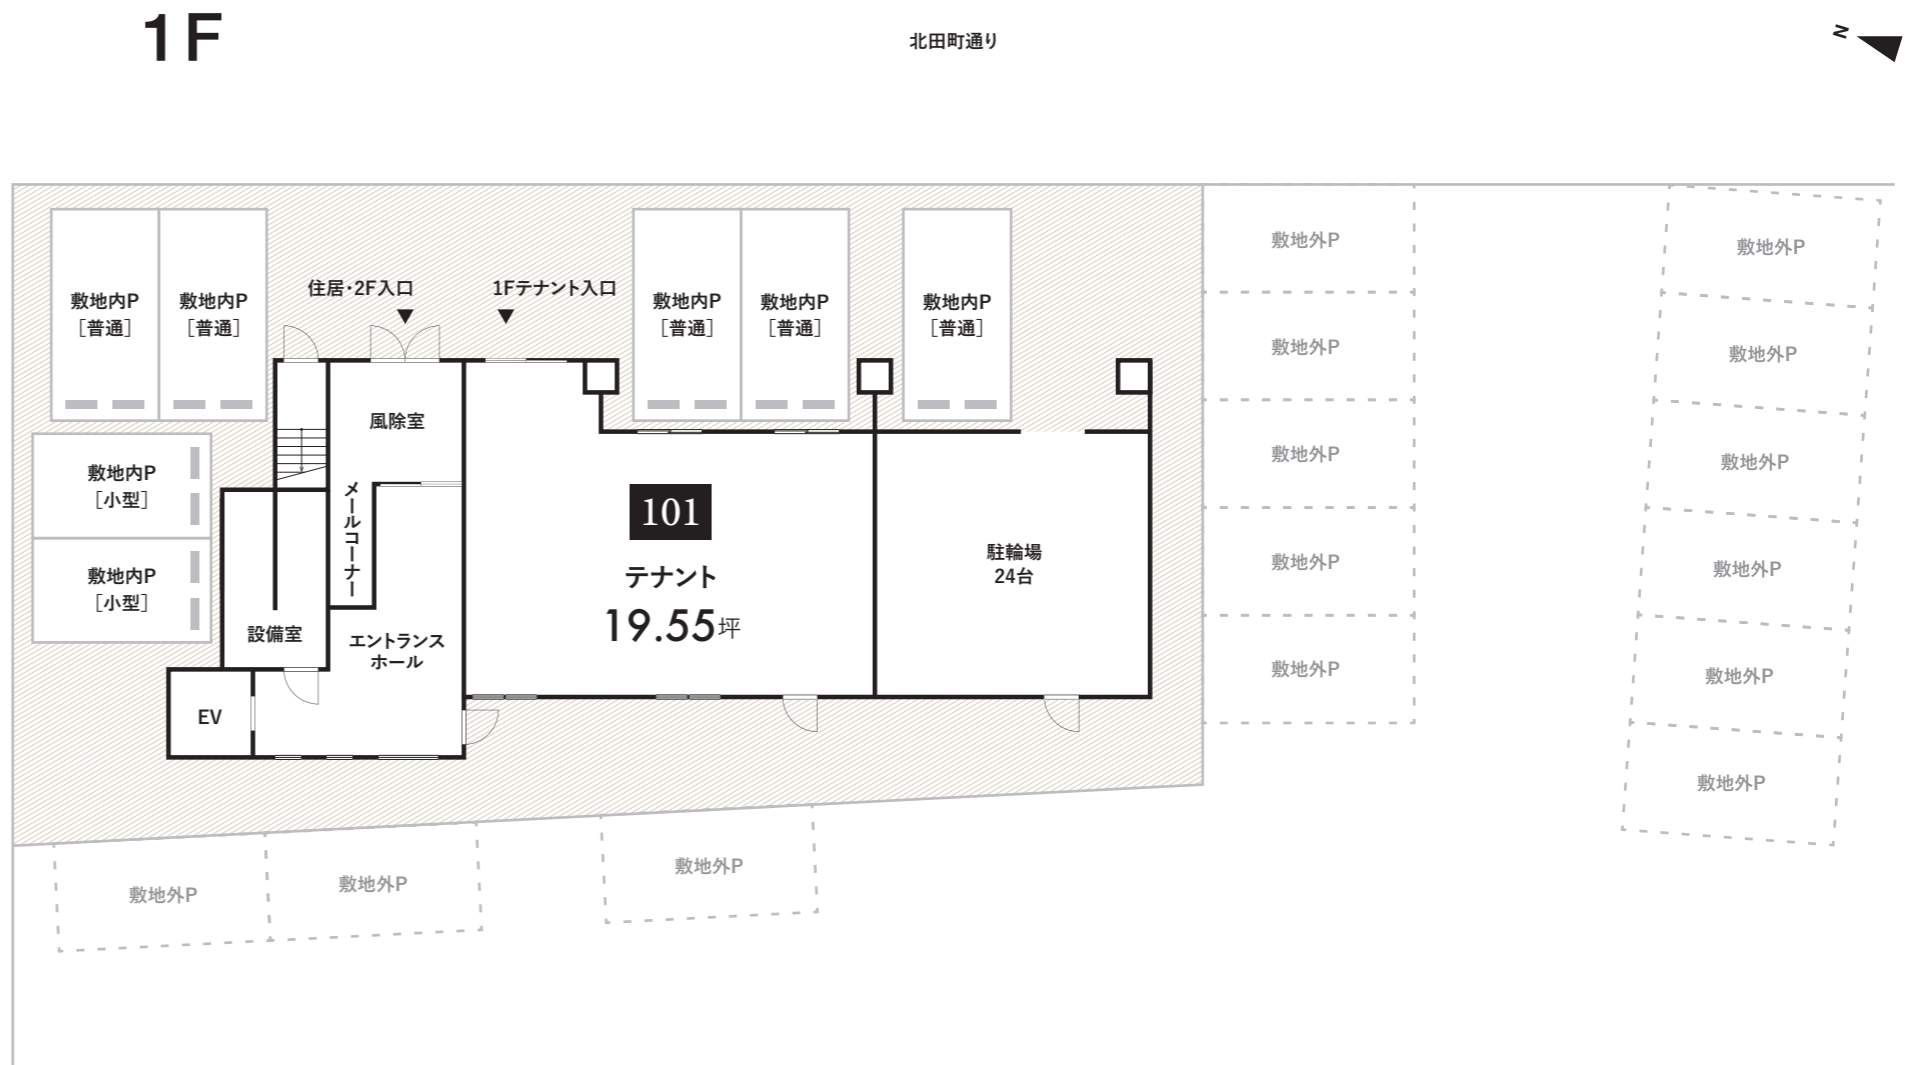 1F
北田町通り
N
敷地内P
［普通］
敷地内P
［普通］
住居・2F入口
1Fテナント入口
敷地内P
［普通］
敷地内P
［普通］
敷地内P
［普通］
敷地内P
［小型］
敷地内P
［小型］
風除室
メールコーナー
設備室
エントランス
ホール
EV
101
テナント
19.55坪
駐輪場
24台
敷地外P
敷地外P
敷地外P
敷地外P
敷地外P
敷地外P
敷地外P
敷地外P
敷地外P
敷地外P
敷地外P
敷地外P
敷地外P
敷地外P